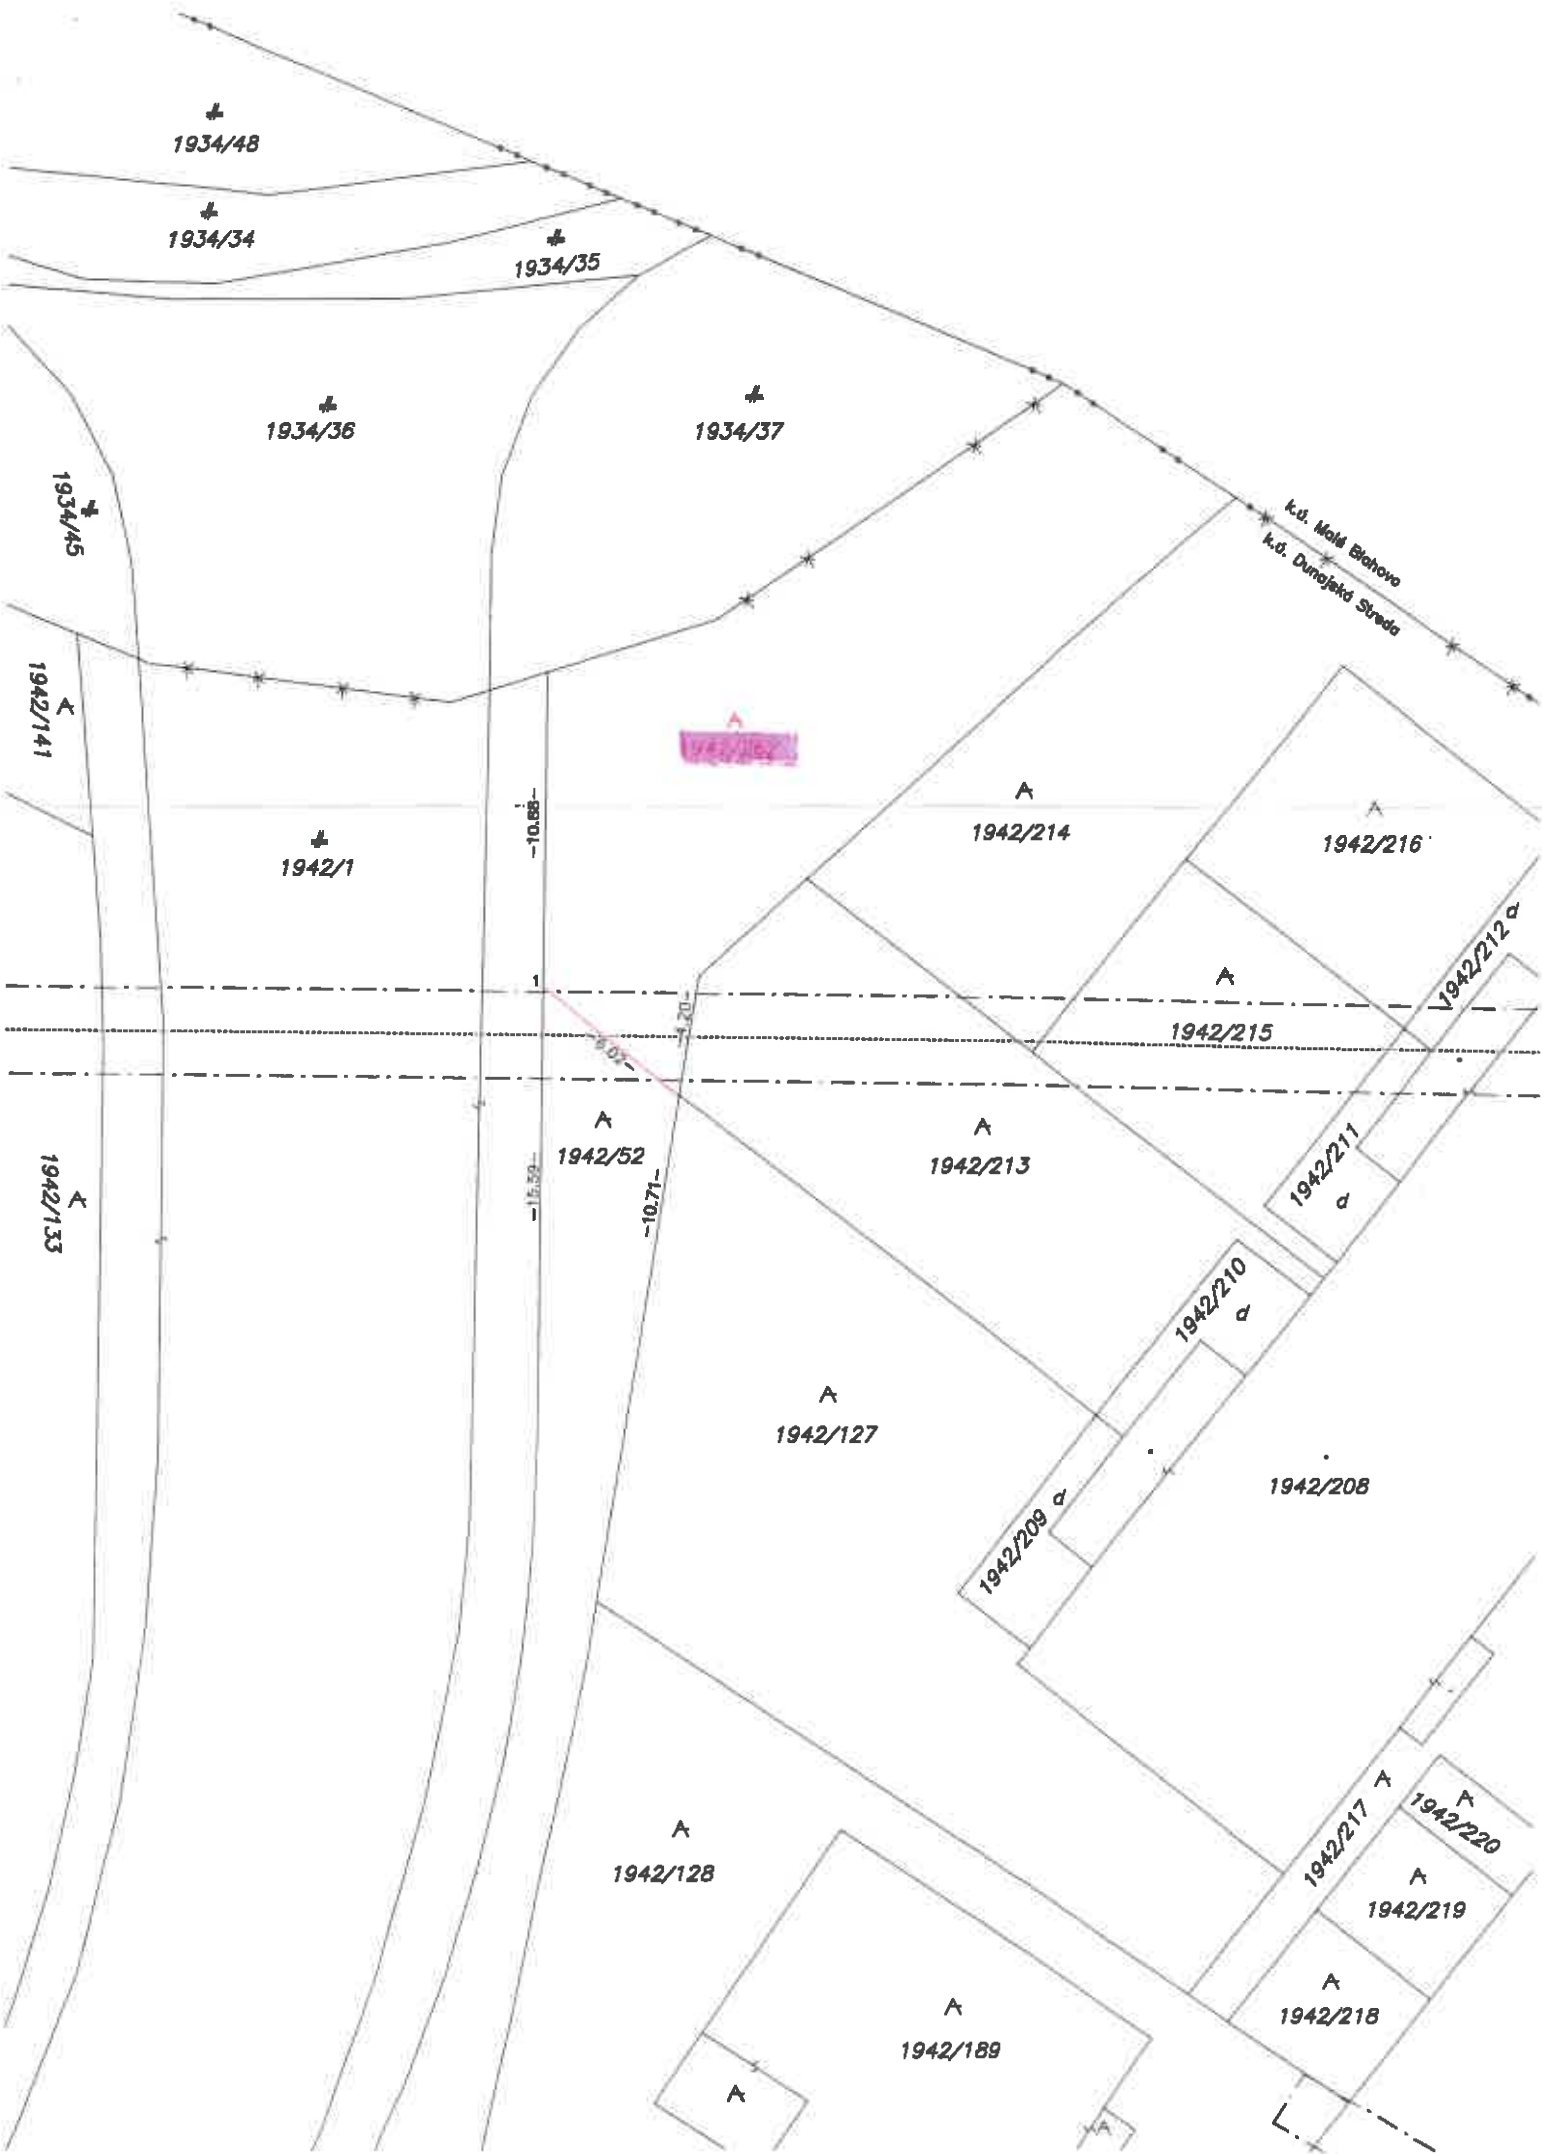 1934/48
1934/34
1934/35
1934/36
1934/37
1934/45
k.ú. Malé Blahovo
k.ú. Dunajská Streda
1942/141
A
A
-10.88-
A
1942/214
A
1942/216
1942/1
1942/212
d
1
A
-4.20-
1942/215
-6.02-
A
1942/52
A
1942/213
1942/211
d
1942/133
A
-15.59-
-10.71-
1942/210
d
A
1942/127
1942/208
1942/209
d
A
1942/128
A
1942/217
A
1942/220
A
1942/219
A
1942/218
A
1942/189
A
A